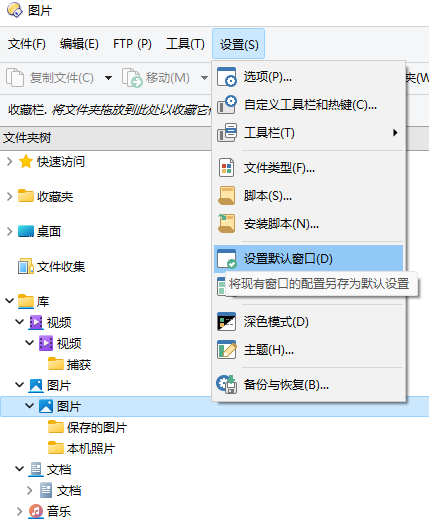 图片
文件(F) 编辑(E) FTP (P) 工具(T) 设置(S)
复制文件(C) 移动(M) 夹(W
收藏栏. 将文件夹拖放到此处以收藏它
文件夹树
快速访问
收藏夹
桌面
文件收集
库
视频
视频
捕获
图片
图片
保存的图片
本机照片
文档
文档
音乐
选项(P)...
自定义工具栏和热键(C)...
工具栏(T)
文件类型(F)...
脚本(S)...
安装脚本(N)...
设置默认窗口(D)
将现有窗口的配置另存为默认设置
深色模式(D)
主题(H)...
备份与恢复(B)...